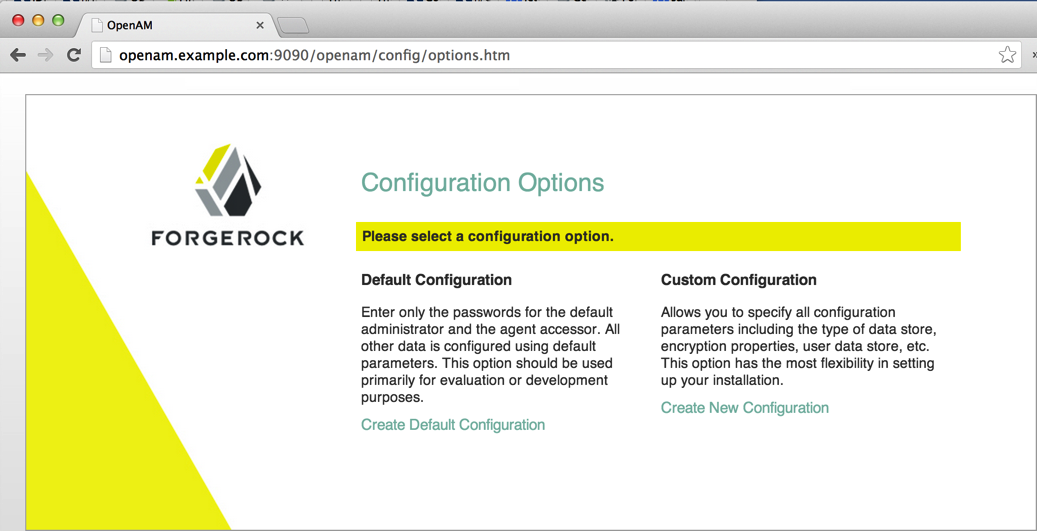 OpenAM
openam.example.com:9090/openam/config/options.htm
FORGEROCK
Configuration Options
Please select a configuration option.
Default Configuration
Enter only the passwords for the default
administrator and the agent accessor. All
other data is configured using default
parameters. This option should be used
primarily for evaluation or development
purposes.
Create Default Configuration
Custom Configuration
Allows you to specify all configuration
parameters including the type of data store,
encryption properties, user data store, etc.
This option has the most flexibility in setting
up your installation.
Create New Configuration